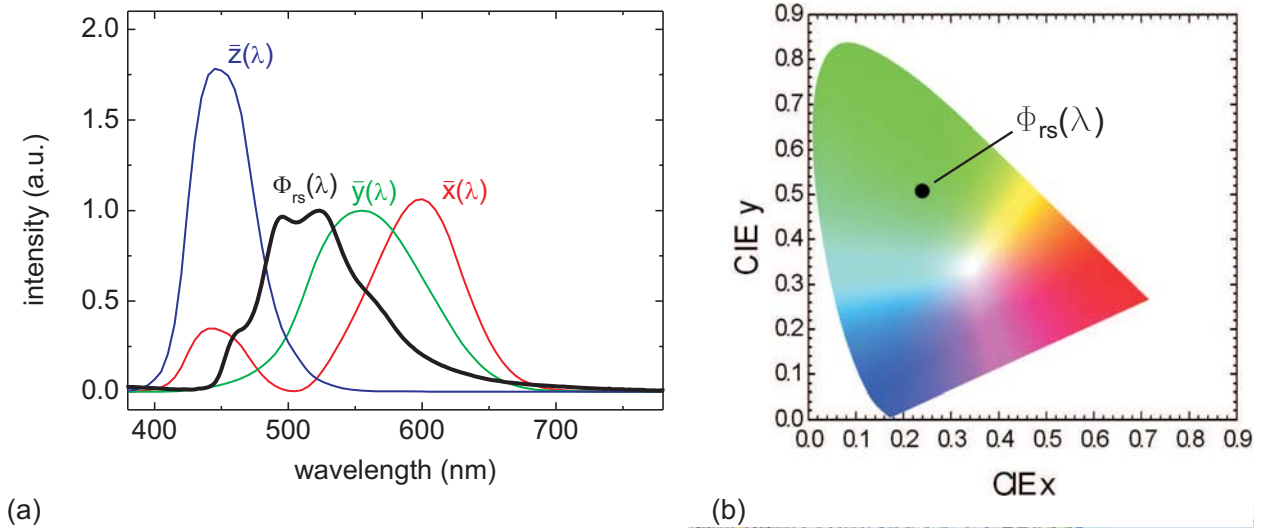 2.0
1.5
1.0
0.5
0.0
intensity (a.u.)
z̄(λ)
Φrs(λ)
ȳ(λ)
x̄(λ)
400 500 600 700
wavelength (nm)
(a)
0.9
0.8
0.7
0.6
0.5
0.4
0.3
0.2
0.1
0.0
CIE y
Φrs(λ)
0.0 0.1 0.2 0.3 0.4 0.5 0.6 0.7 0.8 0.9
CIE x
(b)